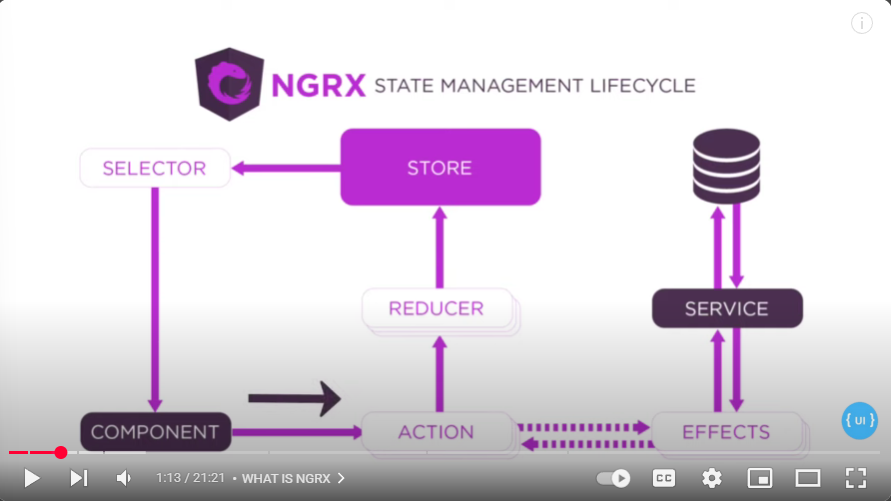 NGRX STATE MANAGEMENT LIFECYCLE
SELECTOR
STORE
REDUCER
SERVICE
COMPONENT
ACTION
EFFECTS
{ UI }
1:13 / 21:21 • WHAT IS NGRX
CC